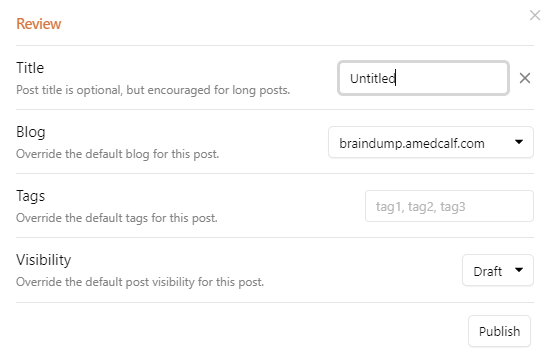 Review
Title
Post title is optional, but encouraged for long posts.
Untitled
Blog
Override the default blog for this post.
braindump.amedcalf.com
Tags
Override the default tags for this post.
tag1, tag2, tag3
Visibility
Override the default post visibility for this post.
Draft
Publish